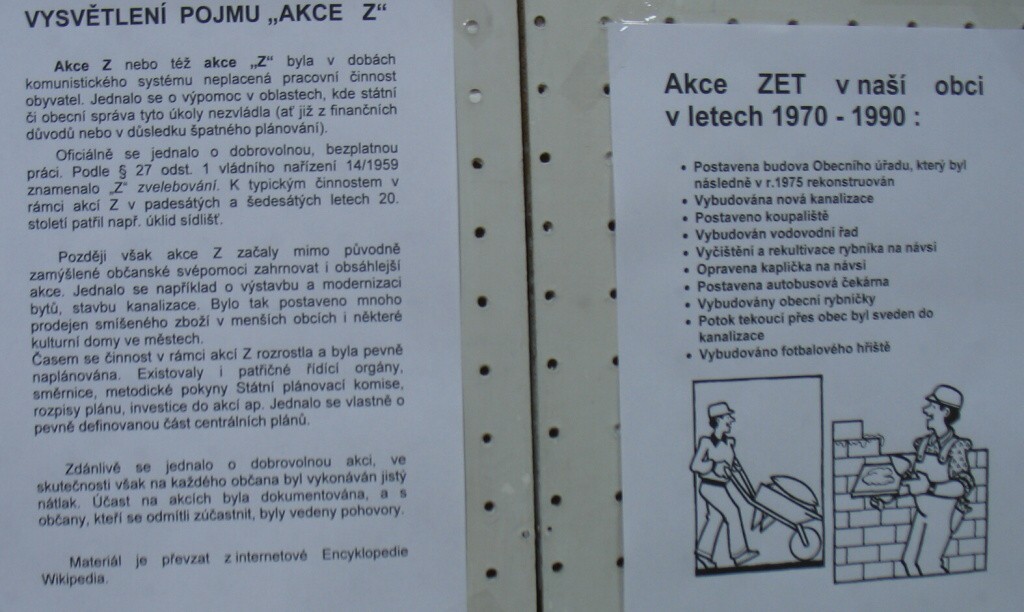 VYSVĚTLENÍ POJMU „AKCE Z“
Akce Z nebo též akce „Z“ byla v dobách
komunistického systému neplacená pracovní činnost
obyvatel. Jednalo se o výpomoc v oblastech, kde státní
či obecní správa tyto úkoly nezvládla (ať již z finančních
důvodů nebo v důsledku špatného plánování).
Oficiálně se jednalo o dobrovolnou, bezplatnou
práci. Podle § 27 odst. 1 vládního nařízení 14/1959
znamenalo „Z“ zvelebování. K typickým činnostem v
rámci akcí Z v padesátých a šedesátých letech 20.
století patřil např. úklid sídlišť.
Později však akce Z začaly mimo původně
zamýšlené občanské svépomoci zahrnovat i obsáhlejší
akce. Jednalo se například o výstavbu a modernizaci
bytů, stavbu kanalizace. Bylo tak postaveno mnoho
prodejen smíšeného zboží v menších obcích i některé
kulturní domy ve městech.
Časem se činnost v rámci akcí Z rozrostla a byla pevně
naplánována. Existovaly i patřičné řídící orgány,
směrnice, metodické pokyny Státní plánovací komise,
rozpisy plánu, investice do akcí ap. Jednalo se vlastně o
pevně definovanou část centrálních plánů.
Zdánlivě se jednalo o dobrovolnou akci, ve
skutečnosti však na každého občana byl vykonáván jistý
nátlak. Účast na akcích byla dokumentována, a s
občany, kteří se odmítli zúčastnit, byly vedeny pohovory.
Materiál je převzat z internetové Encyklopedie
Wikipedia.
Akce ZET v naší obci
v letech 1970 - 1990 :
• Postavena budova Obecního úřadu, který byl
následně v r.1975 rekonstruován
• Vybudována nová kanalizace
• Postaveno koupaliště
• Vybudován vodovodní řad
• Vyčištění a rekultivace rybníka na návsi
• Opravena kaplička na návsi
• Postavena autobusová čekárna
• Vybudovány obecní rybníčky
• Potok tekoucí přes obec byl sveden do
kanalizace
• Vybudováno fotbalového hřiště